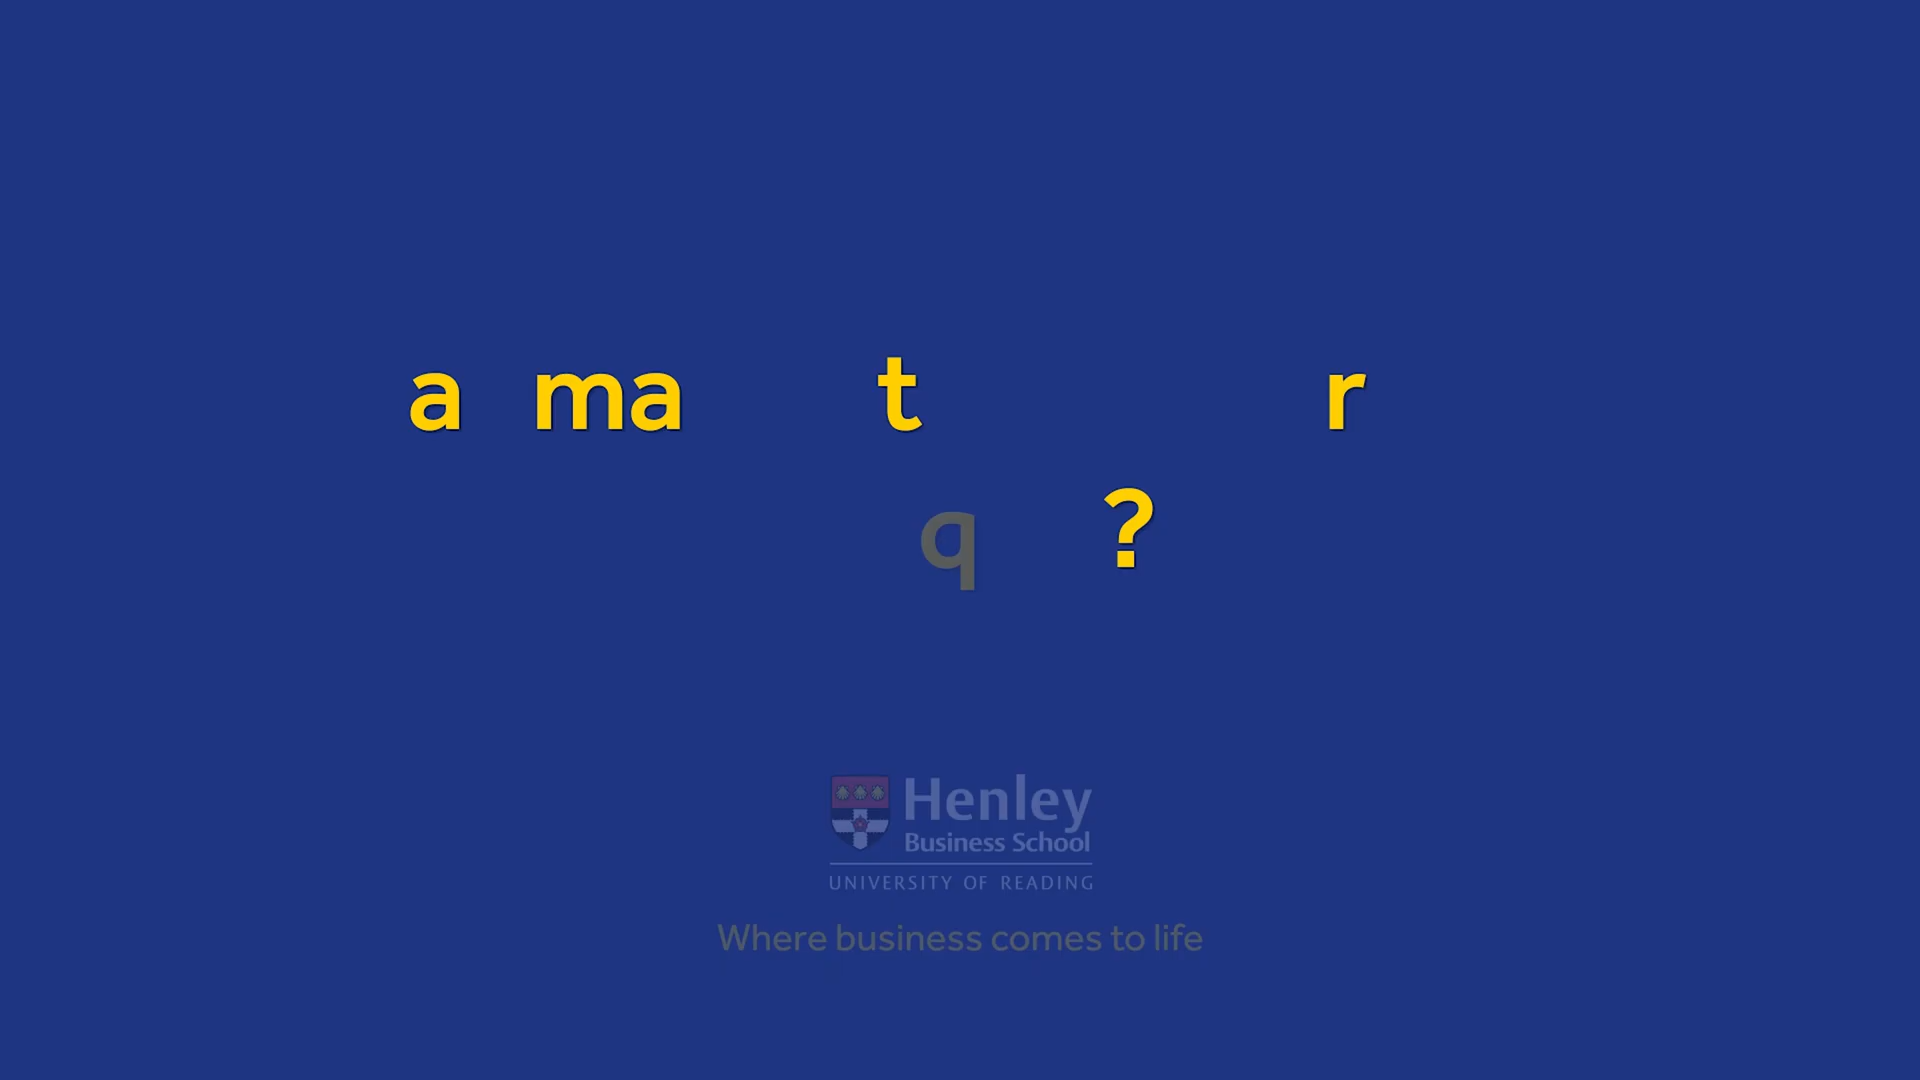 a ma t r
q ?
Henley
Business School
UNIVERSITY OF READING
Where business comes to life